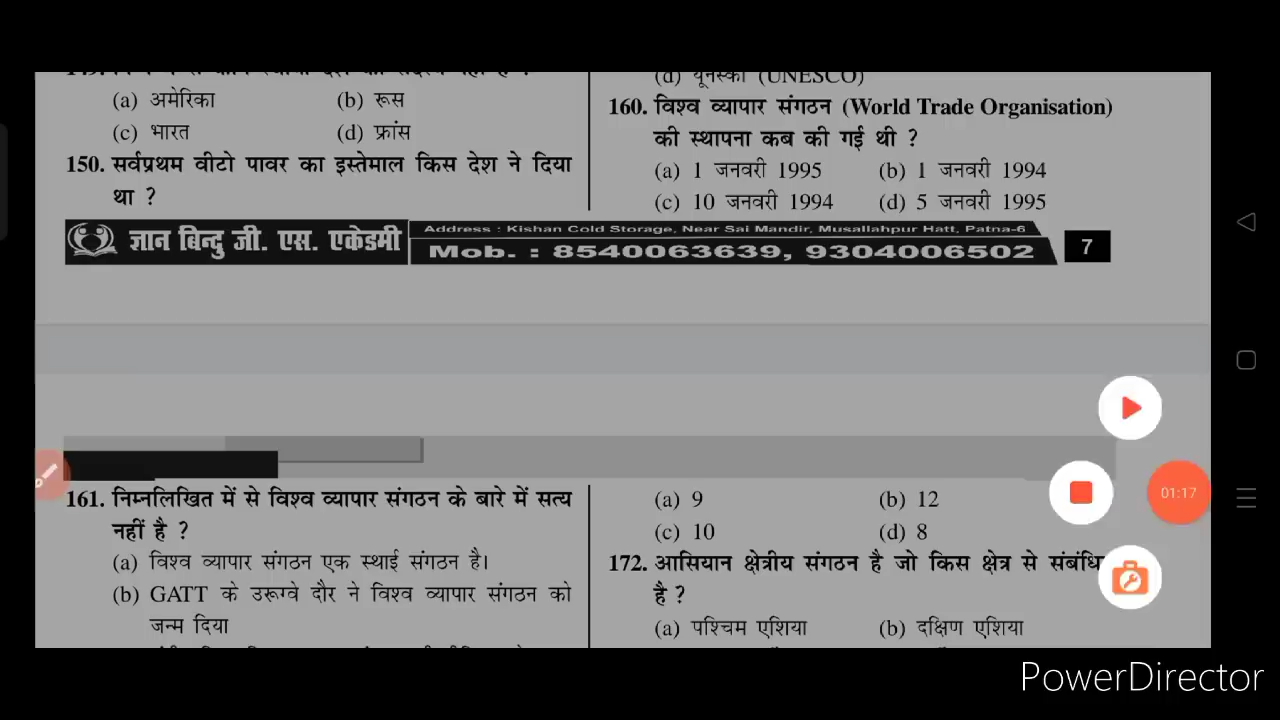 (a) अमेरिका (b) रूस
(c) भारत (d) फ्रांस
150. सर्वप्रथम वीटो पावर का इस्तेमाल किस देश ने दिया
था ?
(d) यूनेस्को (UNESCO)
160. विश्व व्यापार संगठन (World Trade Organisation)
की स्थापना कब की गई थी ?
(a) 1 जनवरी 1995 (b) 1 जनवरी 1994
(c) 10 जनवरी 1994 (d) 5 जनवरी 1995
ज्ञान बिन्दु जी. एस. एकेडमी
Address : Kishan Cold Storage, Near Sai Mandir, Musallahpur Hatt, Patna-6
Mob. : 8540063639, 9304006502
7
161. निम्नलिखित में से विश्व व्यापार संगठन के बारे में सत्य
नहीं है ?
(a) विश्व व्यापार संगठन एक स्थाई संगठन है।
(b) GATT के उरूग्वे दौर ने विश्व व्यापार संगठन को
जन्म दिया
(a) 9 (b) 12
(c) 10 (d) 8
172. आसियान क्षेत्रीय संगठन है जो किस क्षेत्र से संबंधि
है ?
(a) पश्चिम एशिया (b) दक्षिण एशिया
01:17
PowerDirector